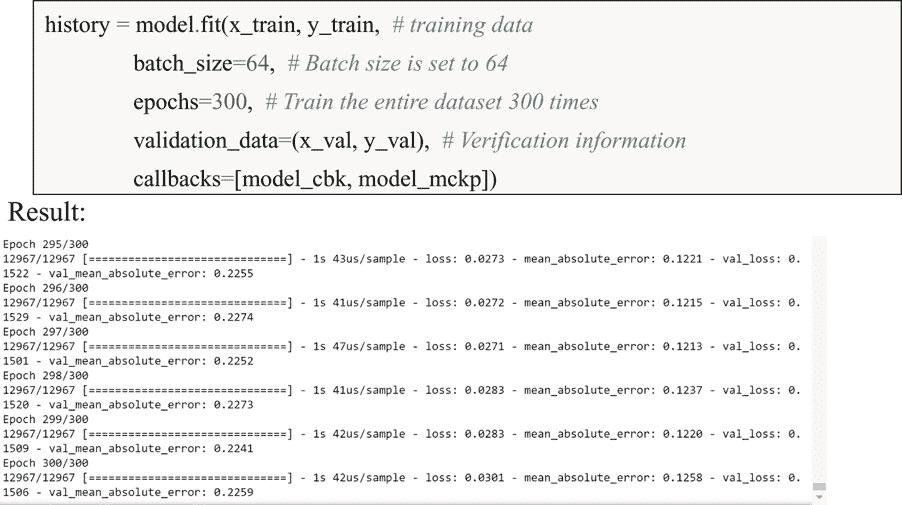 history = model.fit(x_train, y_train,  # training data
batch_size=64,  # Batch size is set to 64
epochs=300,  # Train the entire dataset 300 times
validation_data=(x_val, y_val),  # Verification information
callbacks=[model_cbk, model_mckp])
Result:
Epoch 295/300
12967/12967 [==============================] - 1s 43us/sample - loss: 0.0273 - mean_absolute_error: 0.1221 - val_loss: 0.
1522 - val_mean_absolute_error: 0.2255
Epoch 296/300
12967/12967 [==============================] - 1s 41us/sample - loss: 0.0272 - mean_absolute_error: 0.1215 - val_loss: 0.
1529 - val_mean_absolute_error: 0.2274
Epoch 297/300
12967/12967 [==============================] - 1s 47us/sample - loss: 0.0271 - mean_absolute_error: 0.1213 - val_loss: 0.
1501 - val_mean_absolute_error: 0.2252
Epoch 298/300
12967/12967 [==============================] - 1s 41us/sample - loss: 0.0283 - mean_absolute_error: 0.1237 - val_loss: 0.
1520 - val_mean_absolute_error: 0.2273
Epoch 299/300
12967/12967 [==============================] - 1s 42us/sample - loss: 0.0283 - mean_absolute_error: 0.1220 - val_loss: 0.
1509 - val_mean_absolute_error: 0.2241
Epoch 300/300
12967/12967 [==============================] - 1s 42us/sample - loss: 0.0301 - mean_absolute_error: 0.1258 - val_loss: 0.
1506 - val_mean_absolute_error: 0.2259